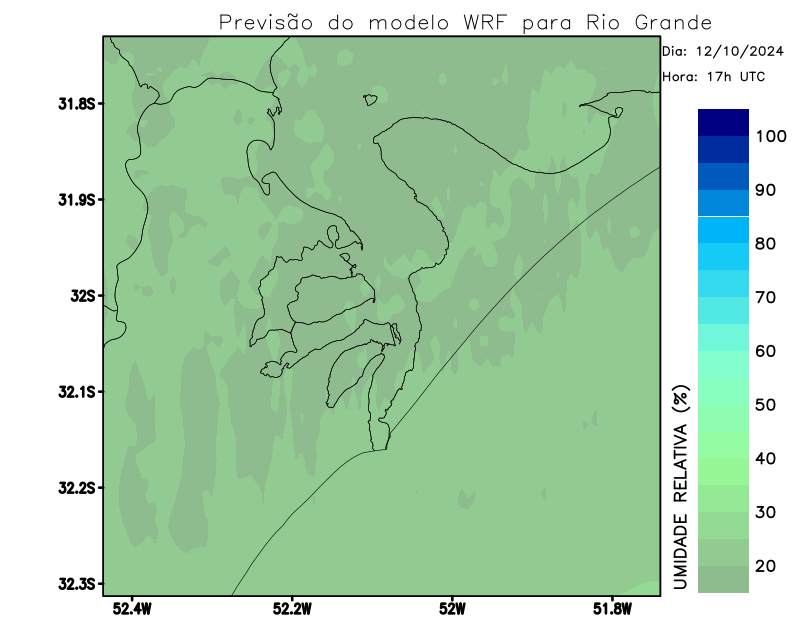 Previsão do modelo WRF para Rio Grande
Dia: 12/10/2024
Hora: 17h UTC
31.8S
31.9S
32S
32.1S
32.2S
32.3S
52.4W
52.2W
52W
51.8W
UMIDADE RELATIVA (%)
100
90
80
70
60
50
40
30
20